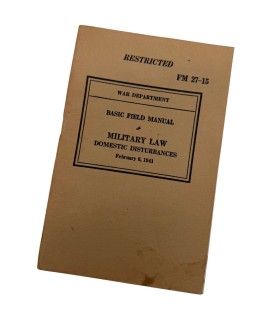 RESTRICTED
FM 27-15
WAR DEPARTMENT
BASIC FIELD MANUAL
MILITARY LAW
DOMESTIC DISTURBANCES
February 6, 1941